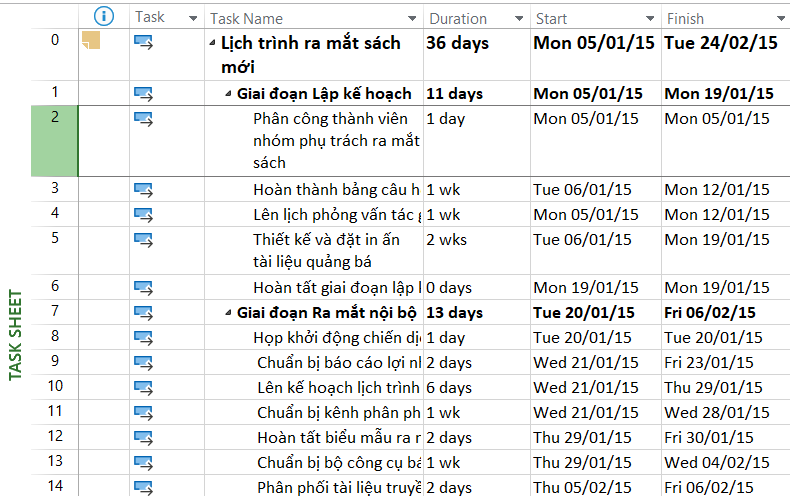 Task Task Name Duration Start Finish
0 Lịch trình ra mắt sách mới 36 days Mon 05/01/15 Tue 24/02/15
1 Giai đoạn Lập kế hoạch 11 days Mon 05/01/15 Mon 19/01/15
2 Phân công thành viên nhóm phụ trách ra mắt sách 1 day Mon 05/01/15 Mon 05/01/15
3 Hoàn thành bảng câu h 1 wk Tue 06/01/15 Mon 12/01/15
4 Lên lịch phỏng vấn tác g 1 wk Mon 05/01/15 Mon 12/01/15
5 Thiết kế và đặt in ấn tài liệu quảng bá 2 wks Tue 06/01/15 Mon 19/01/15
6 Hoàn tất giai đoạn lập l 0 days Mon 19/01/15 Mon 19/01/15
7 Giai đoạn Ra mắt nội bộ 13 days Tue 20/01/15 Fri 06/02/15
8 Họp khởi động chiến dị 1 day Tue 20/01/15 Tue 20/01/15
9 Chuẩn bị báo cáo lợi nh 2 days Wed 21/01/15 Fri 23/01/15
10 Lên kế hoạch lịch trình 6 days Wed 21/01/15 Thu 29/01/15
11 Chuẩn bị kênh phân ph 1 wk Wed 21/01/15 Wed 28/01/15
12 Hoàn tất biểu mẫu ra r 2 days Thu 29/01/15 Fri 30/01/15
13 Chuẩn bị bộ công cụ bá 1 wk Thu 29/01/15 Wed 04/02/15
14 Phân phối tài liệu truyề 2 days Thu 05/02/15 Fri 06/02/15
TASK SHEET